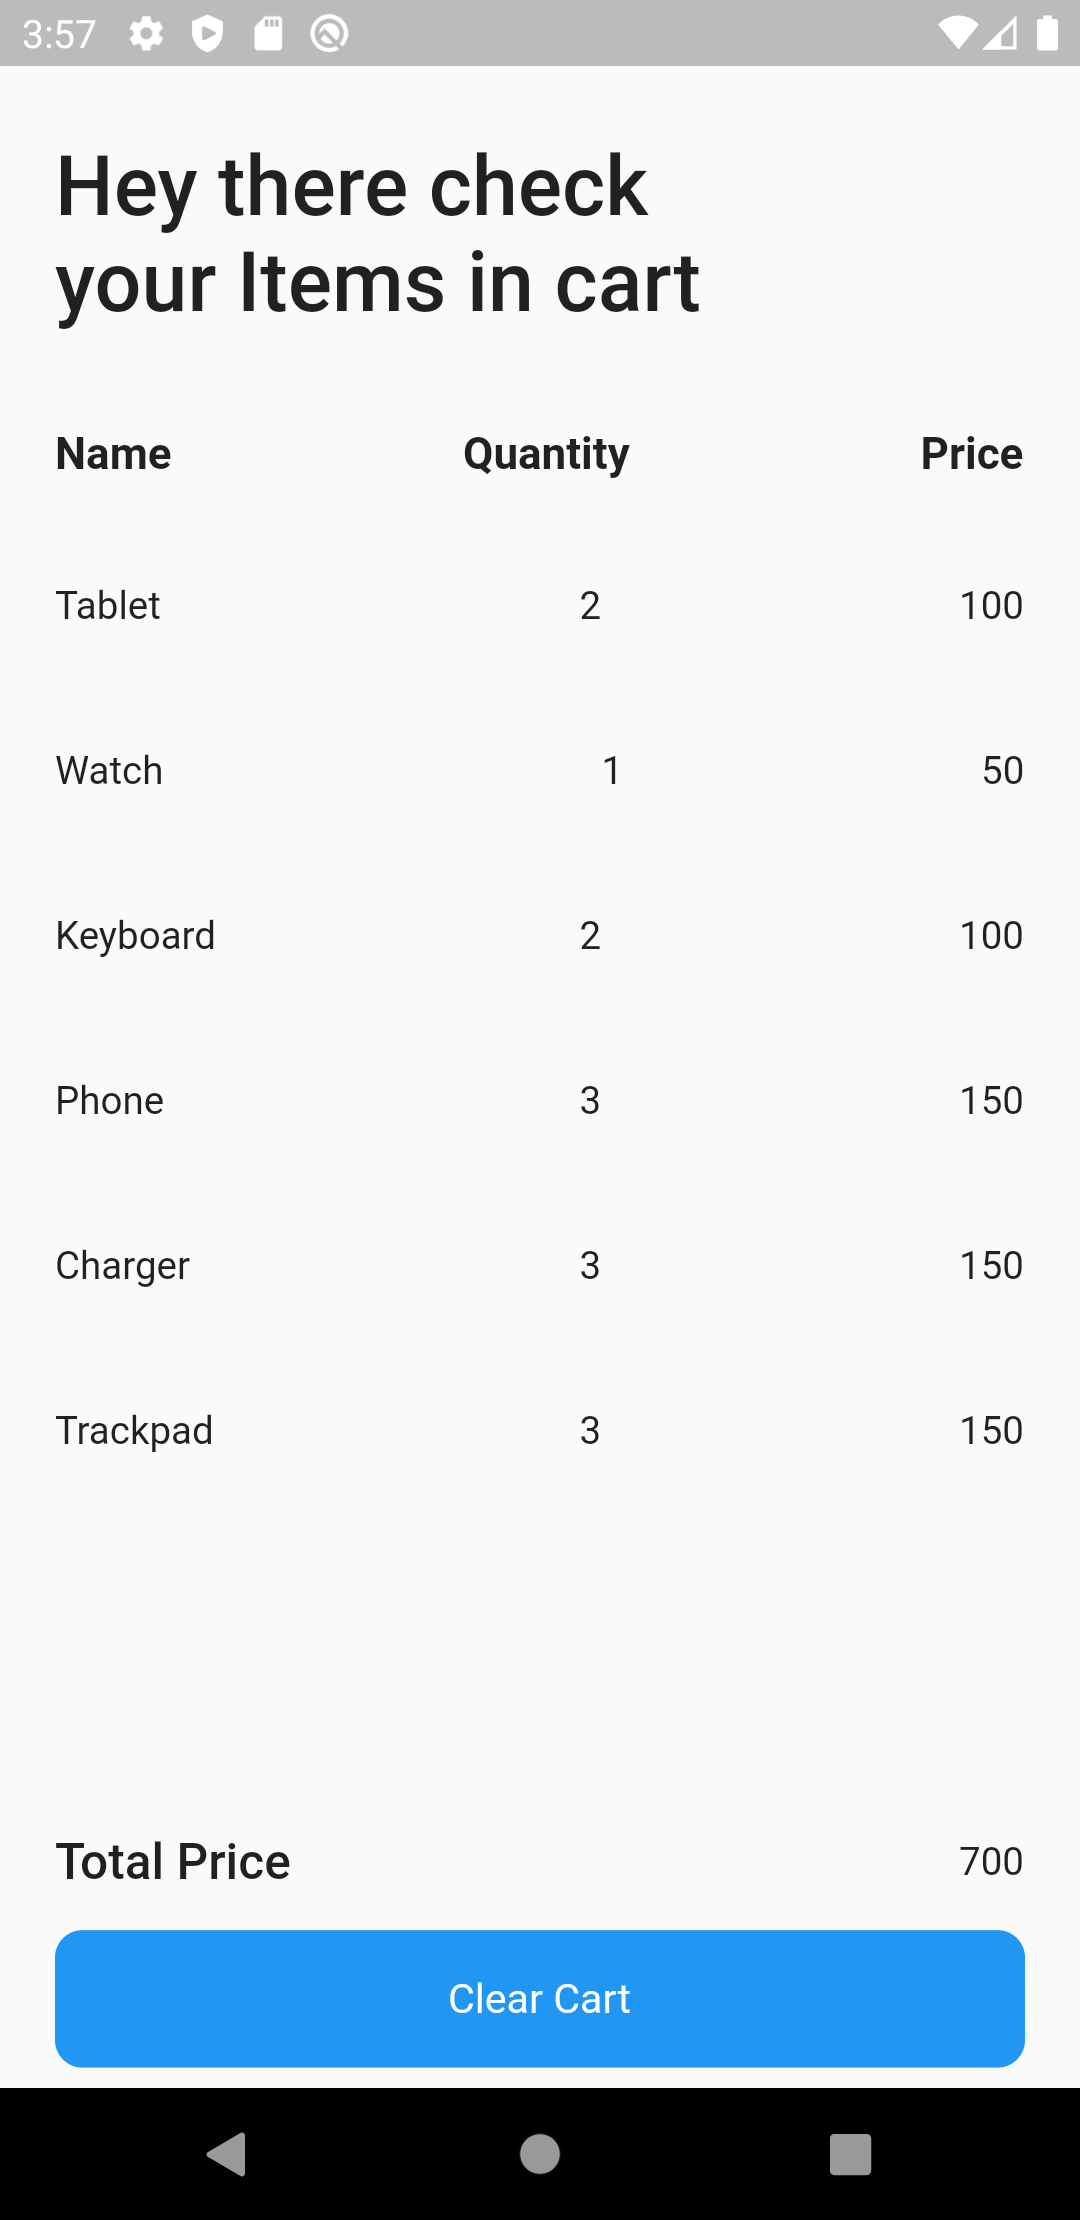 3:57
Hey there check
your Items in cart
Name Quantity Price
Tablet 2 100
Watch 1 50
Keyboard 2 100
Phone 3 150
Charger 3 150
Trackpad 3 150
Total Price 700
Clear Cart